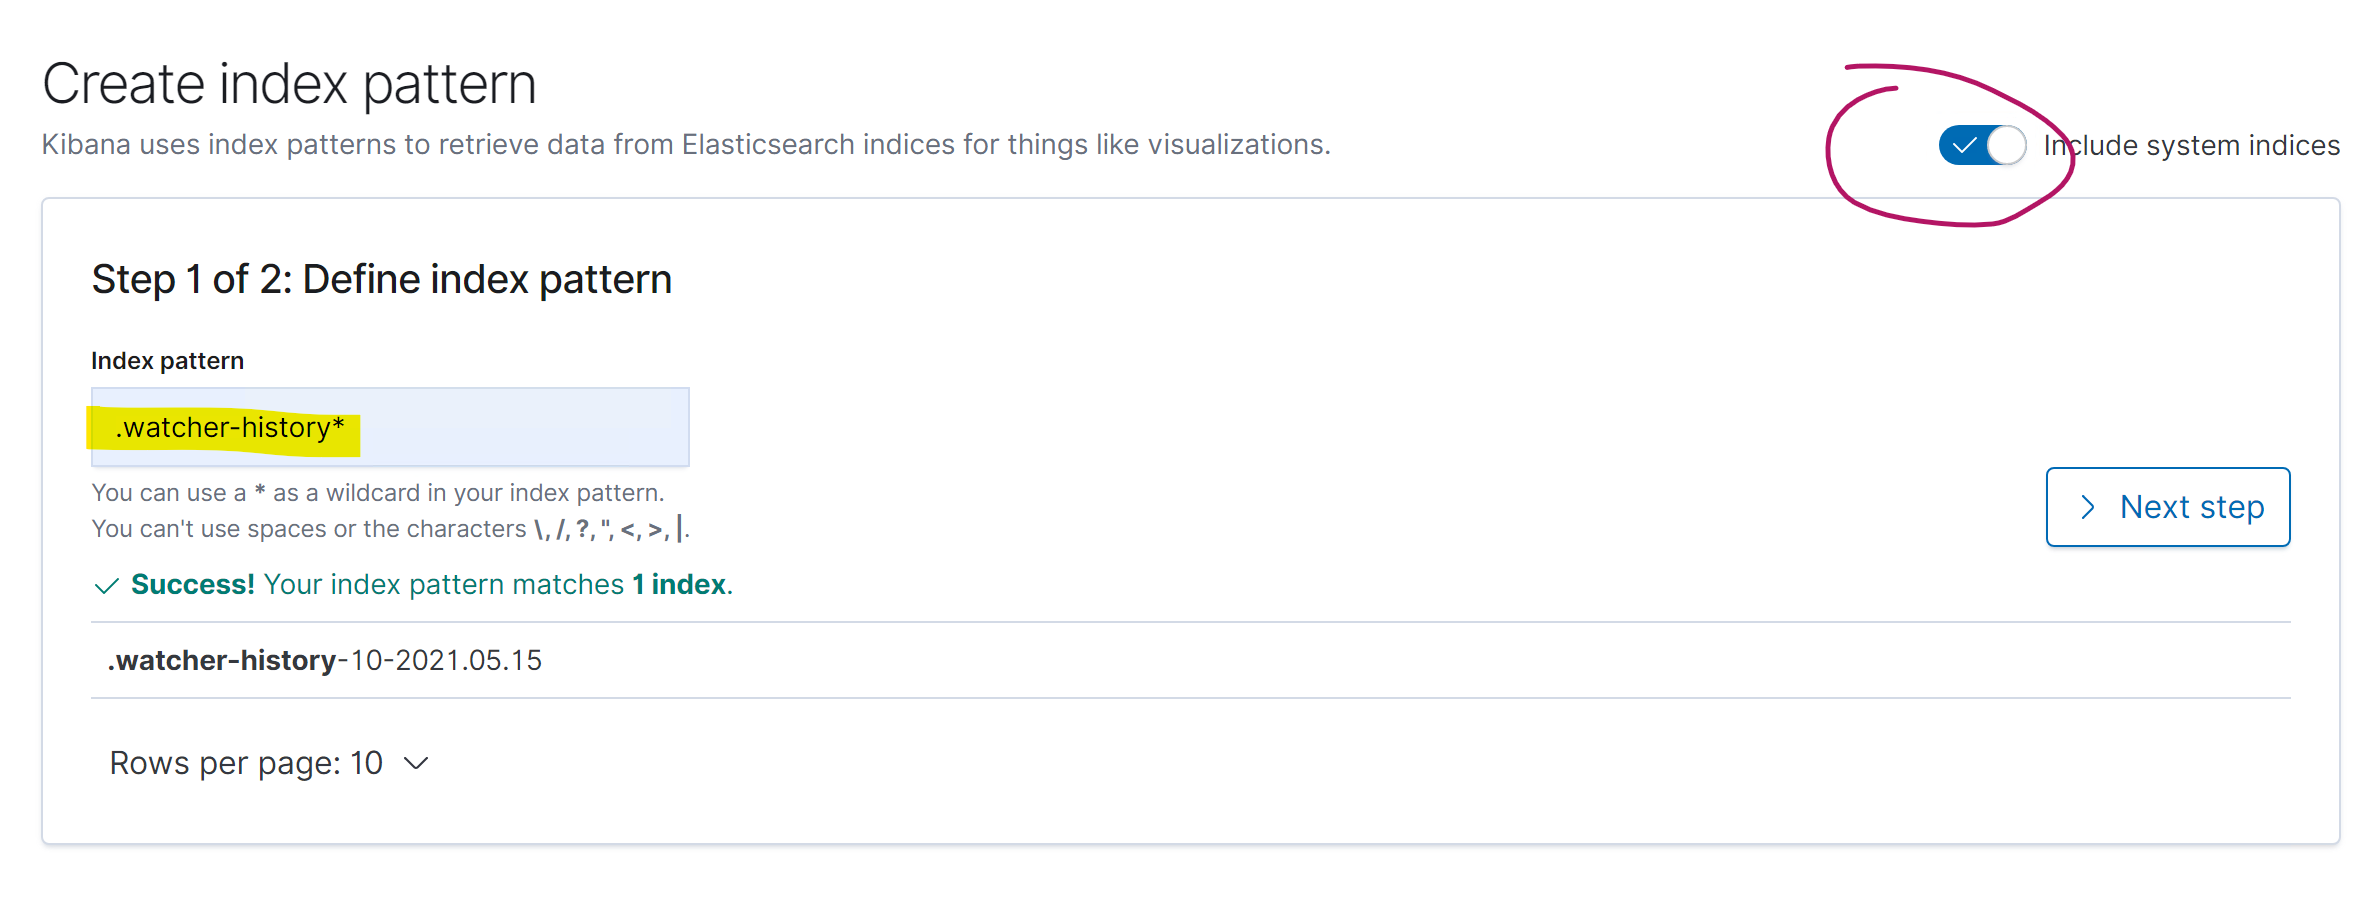 Create index pattern
Kibana uses index patterns to retrieve data from Elasticsearch indices for things like visualizations.
Include system indices
Step 1 of 2: Define index pattern
Index pattern
.watcher-history*
You can use a * as a wildcard in your index pattern.
You can't use spaces or the characters \, /, ?, ", <, >, |.
Next step
Success! Your index pattern matches 1 index.
.watcher-history-10-2021.05.15
Rows per page: 10